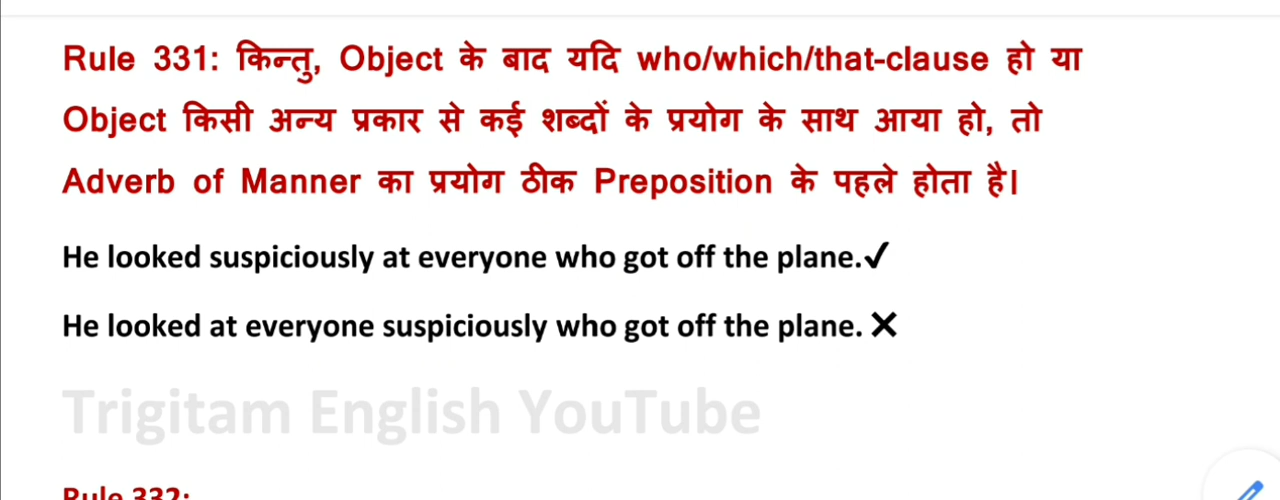 Rule 331: किन्तु, Object के बाद यदि who/which/that-clause हो या
Object किसी अन्य प्रकार से कई शब्दों के प्रयोग के साथ आया हो, तो
Adverb of Manner का प्रयोग ठीक Preposition के पहले होता है।
He looked suspiciously at everyone who got off the plane.✓
He looked at everyone suspiciously who got off the plane. ✕
Trigitam English YouTube
Rule 332: